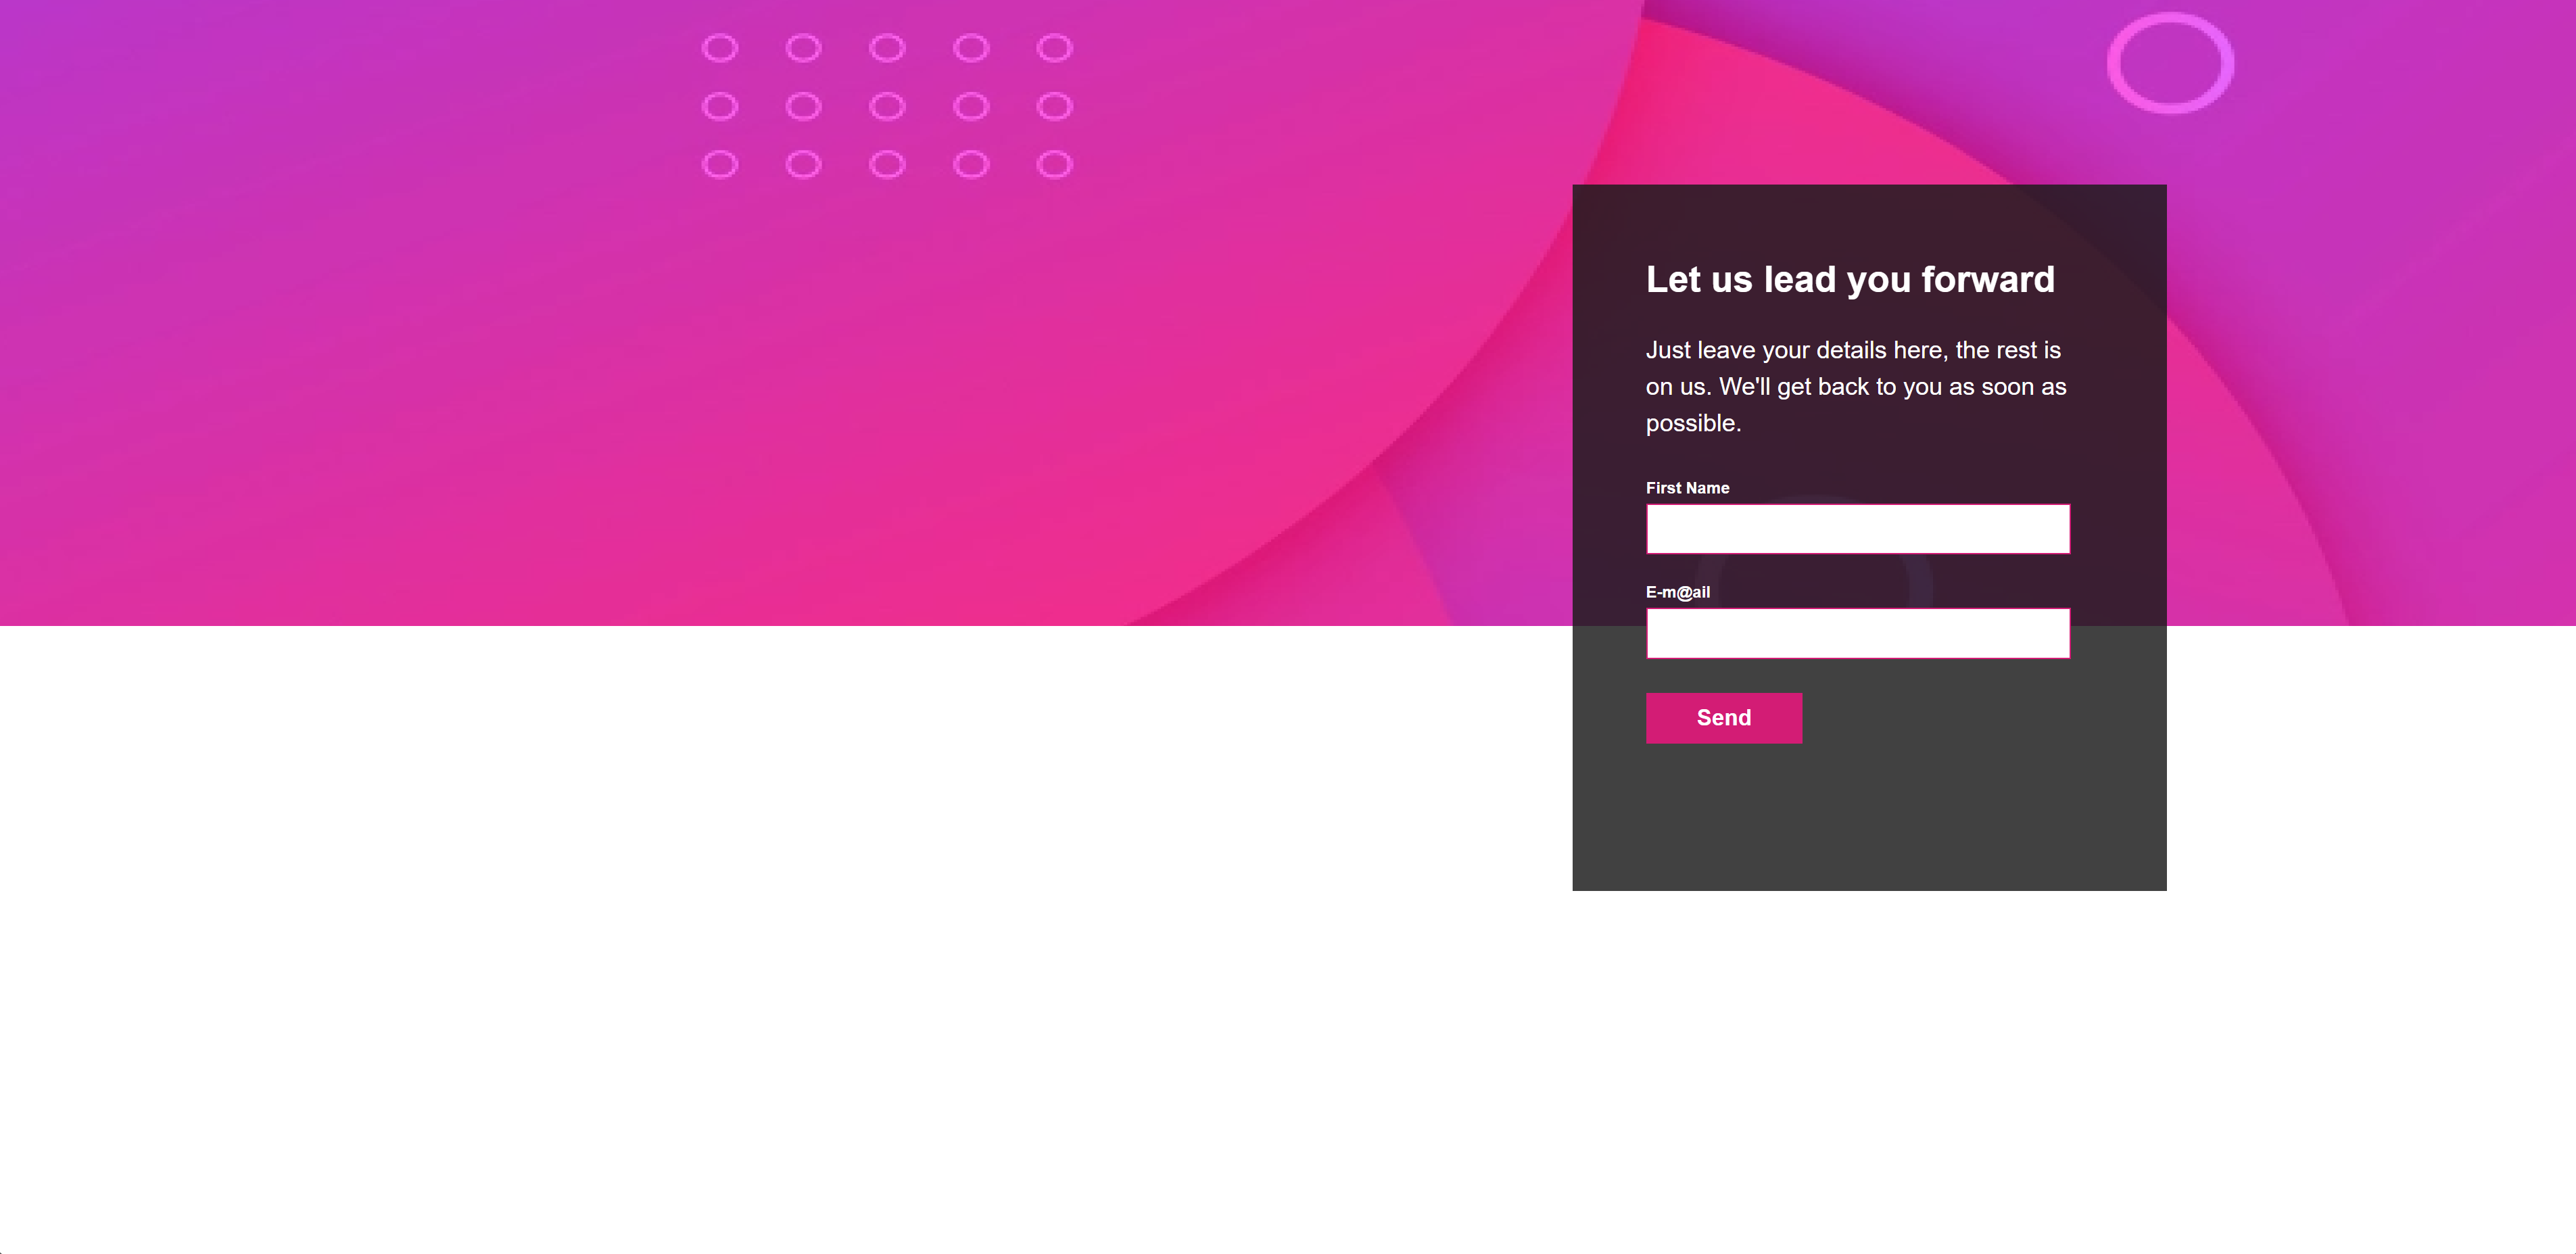 Let us lead you forward
Just leave your details here, the rest is
on us. We'll get back to you as soon as
possible.
First Name
E-m@ail
Send